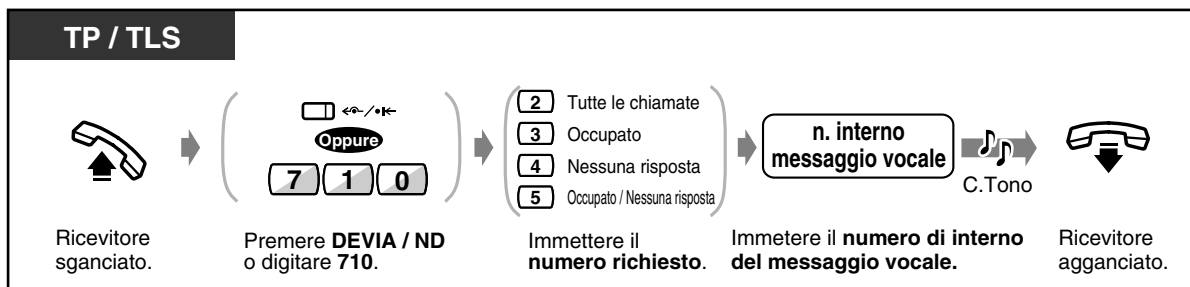 TP / TLS
Oppure
7 1 0
2 Tutte le chiamate
3 Occupato
4 Nessuna risposta
5 Occupato / Nessuna risposta
n. interno
messaggio vocale
C.Tono
Ricevitore
sganciato.
Premere DEVIA / ND
o digitare 710.
Immettere il
numero richiesto.
Immetere il numero di interno
del messaggio vocale.
Ricevitore
agganciato.